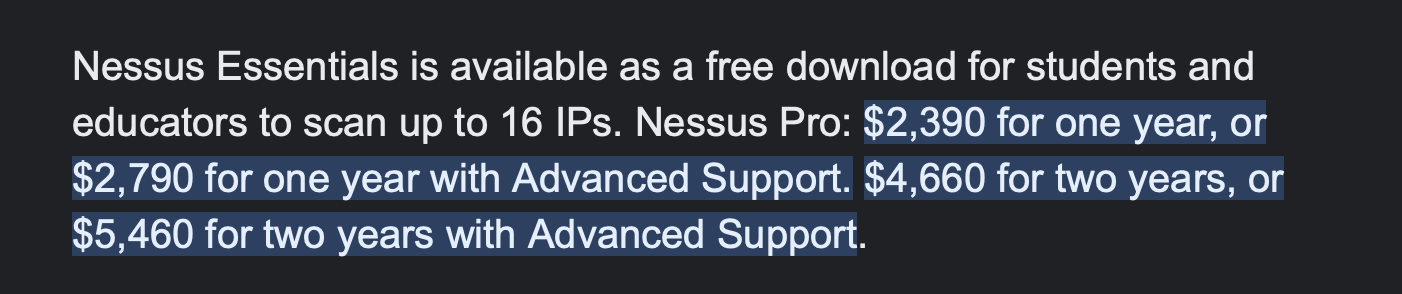 Nessus Essentials is available as a free download for students and
educators to scan up to 16 IPs. Nessus Pro: $2,390 for one year, or
$2,790 for one year with Advanced Support. $4,660 for two years, or
$5,460 for two years with Advanced Support.